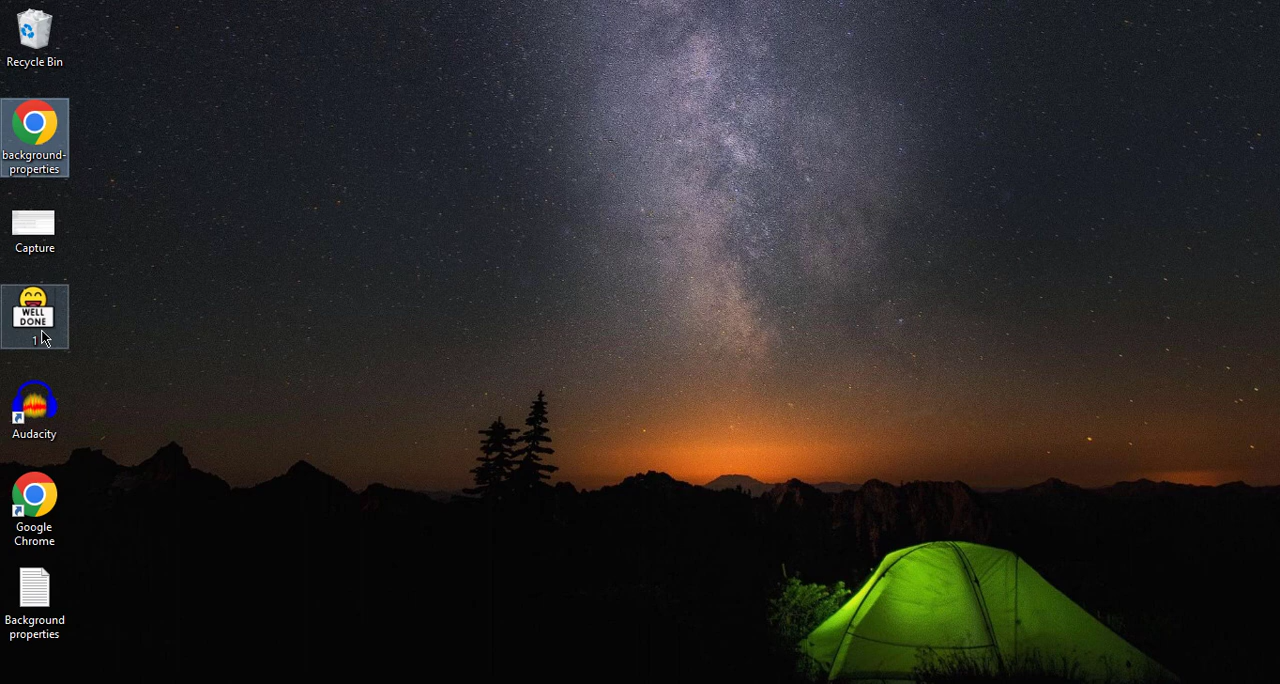 Recycle Bin
background-
properties
Capture
WELL
DONE
1
Audacity
Google
Chrome
Background
properties